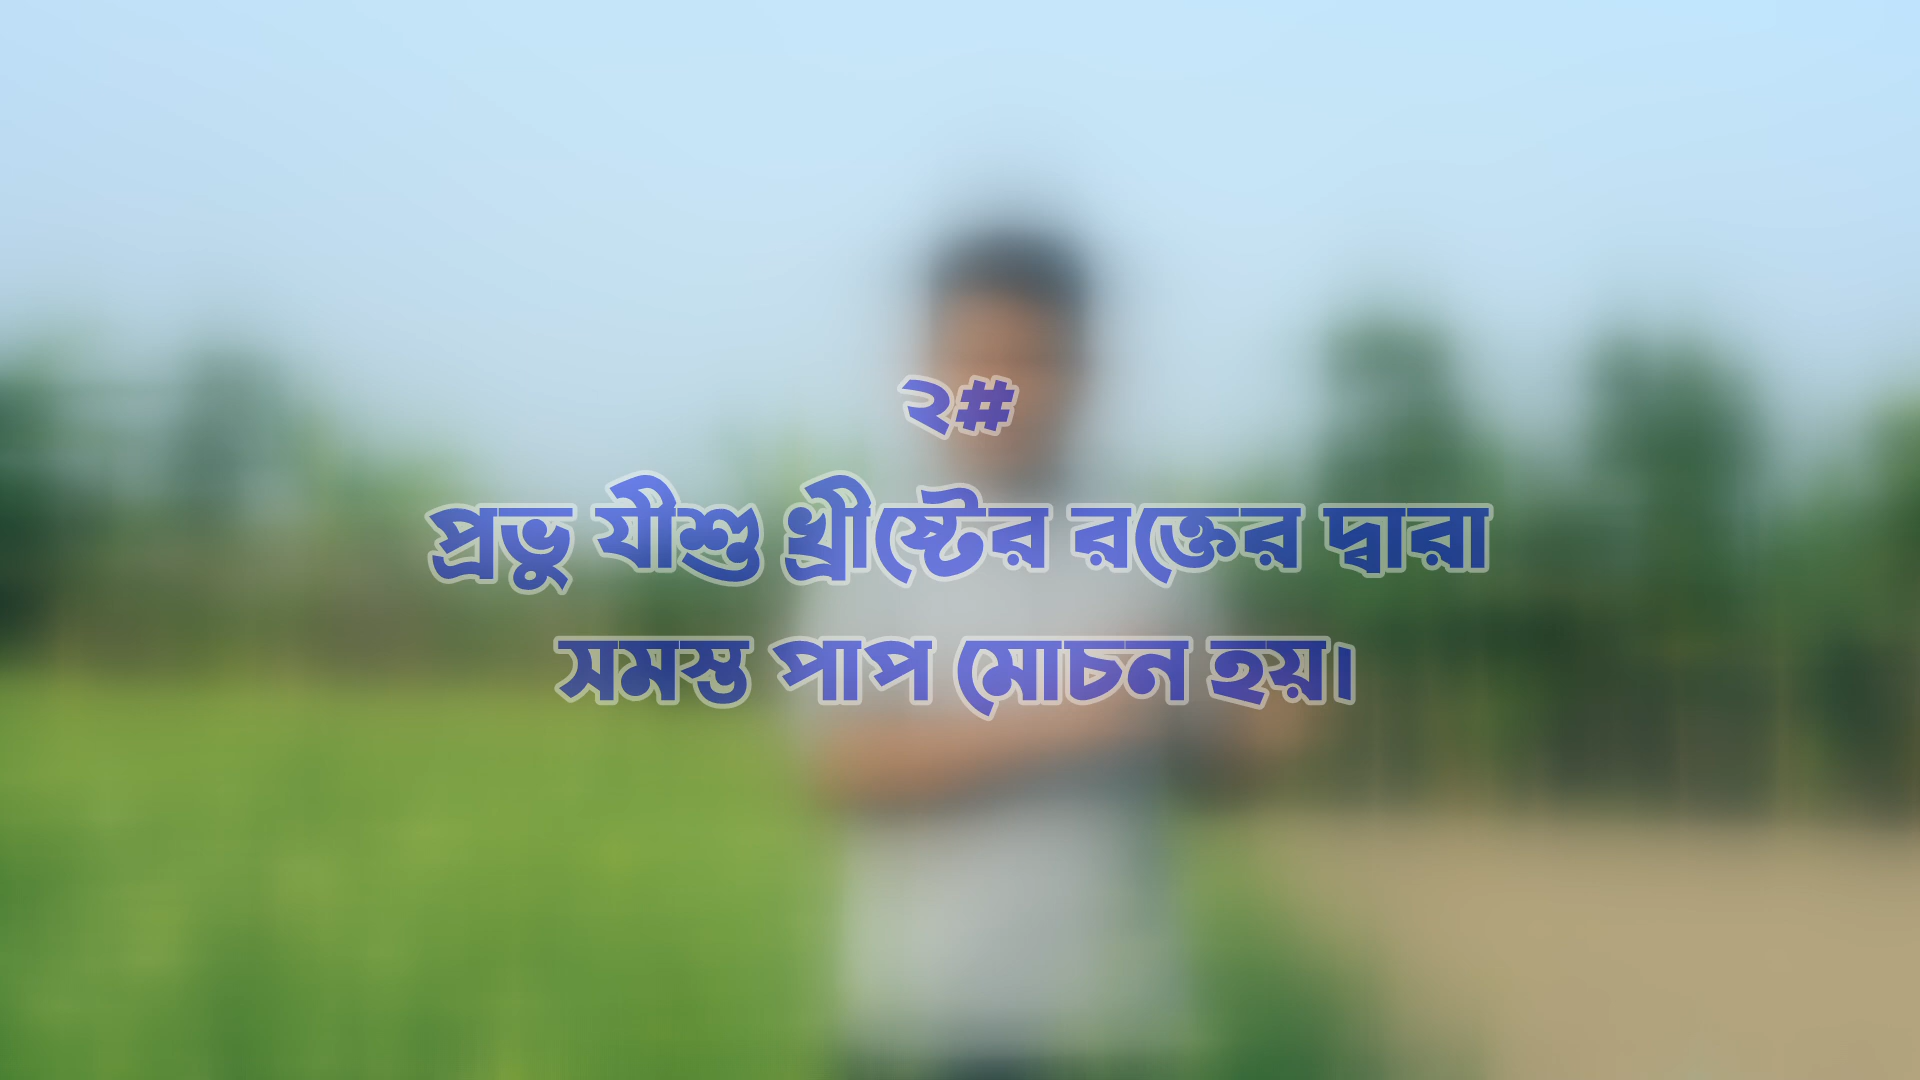 ২#
প্রভু যীশু খ্রীষ্টের রক্তের দ্বারা
সমস্ত পাপ মোচন হয়।